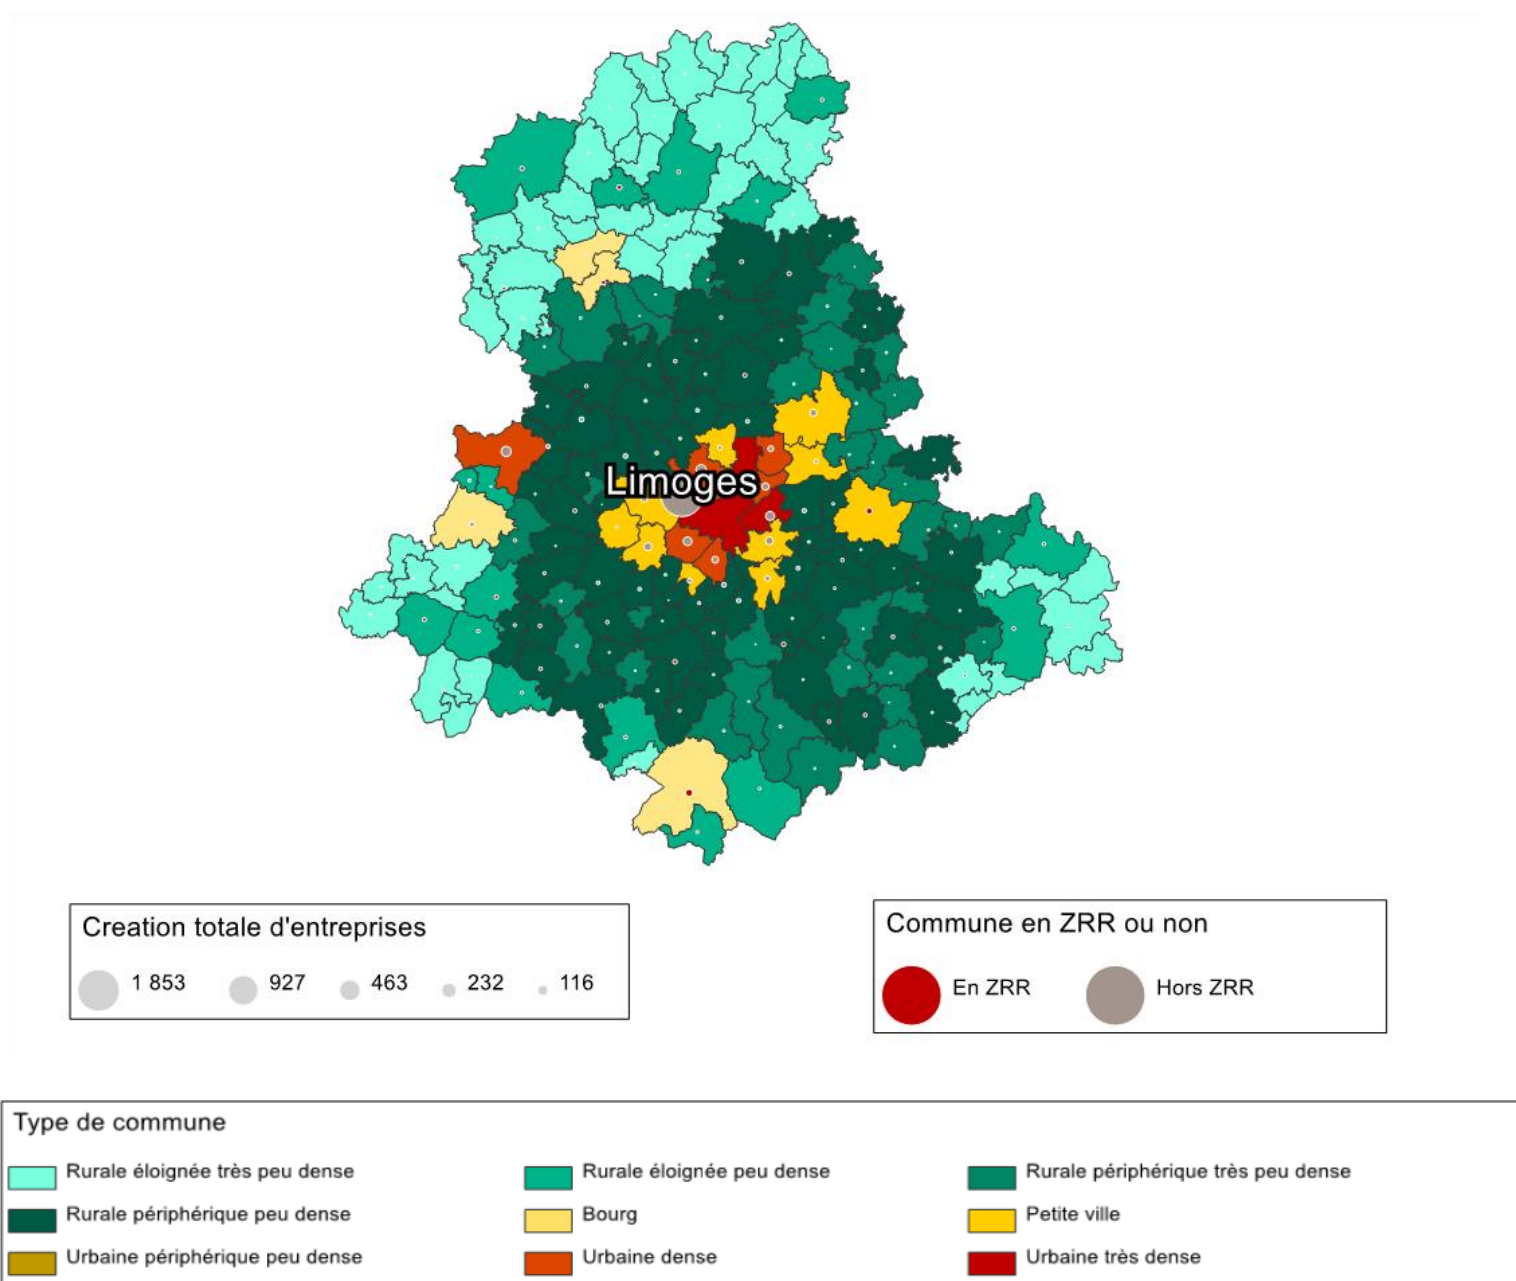 Limoges
Creation totale d'entreprises
1 853 927 463 232 116
Commune en ZRR ou non
En ZRR Hors ZRR
Type de commune
Rurale éloignée très peu dense Rurale éloignée peu dense Rurale périphérique très peu dense
Rurale périphérique peu dense Bourg Petite ville
Urbaine périphérique peu dense Urbaine dense Urbaine très dense